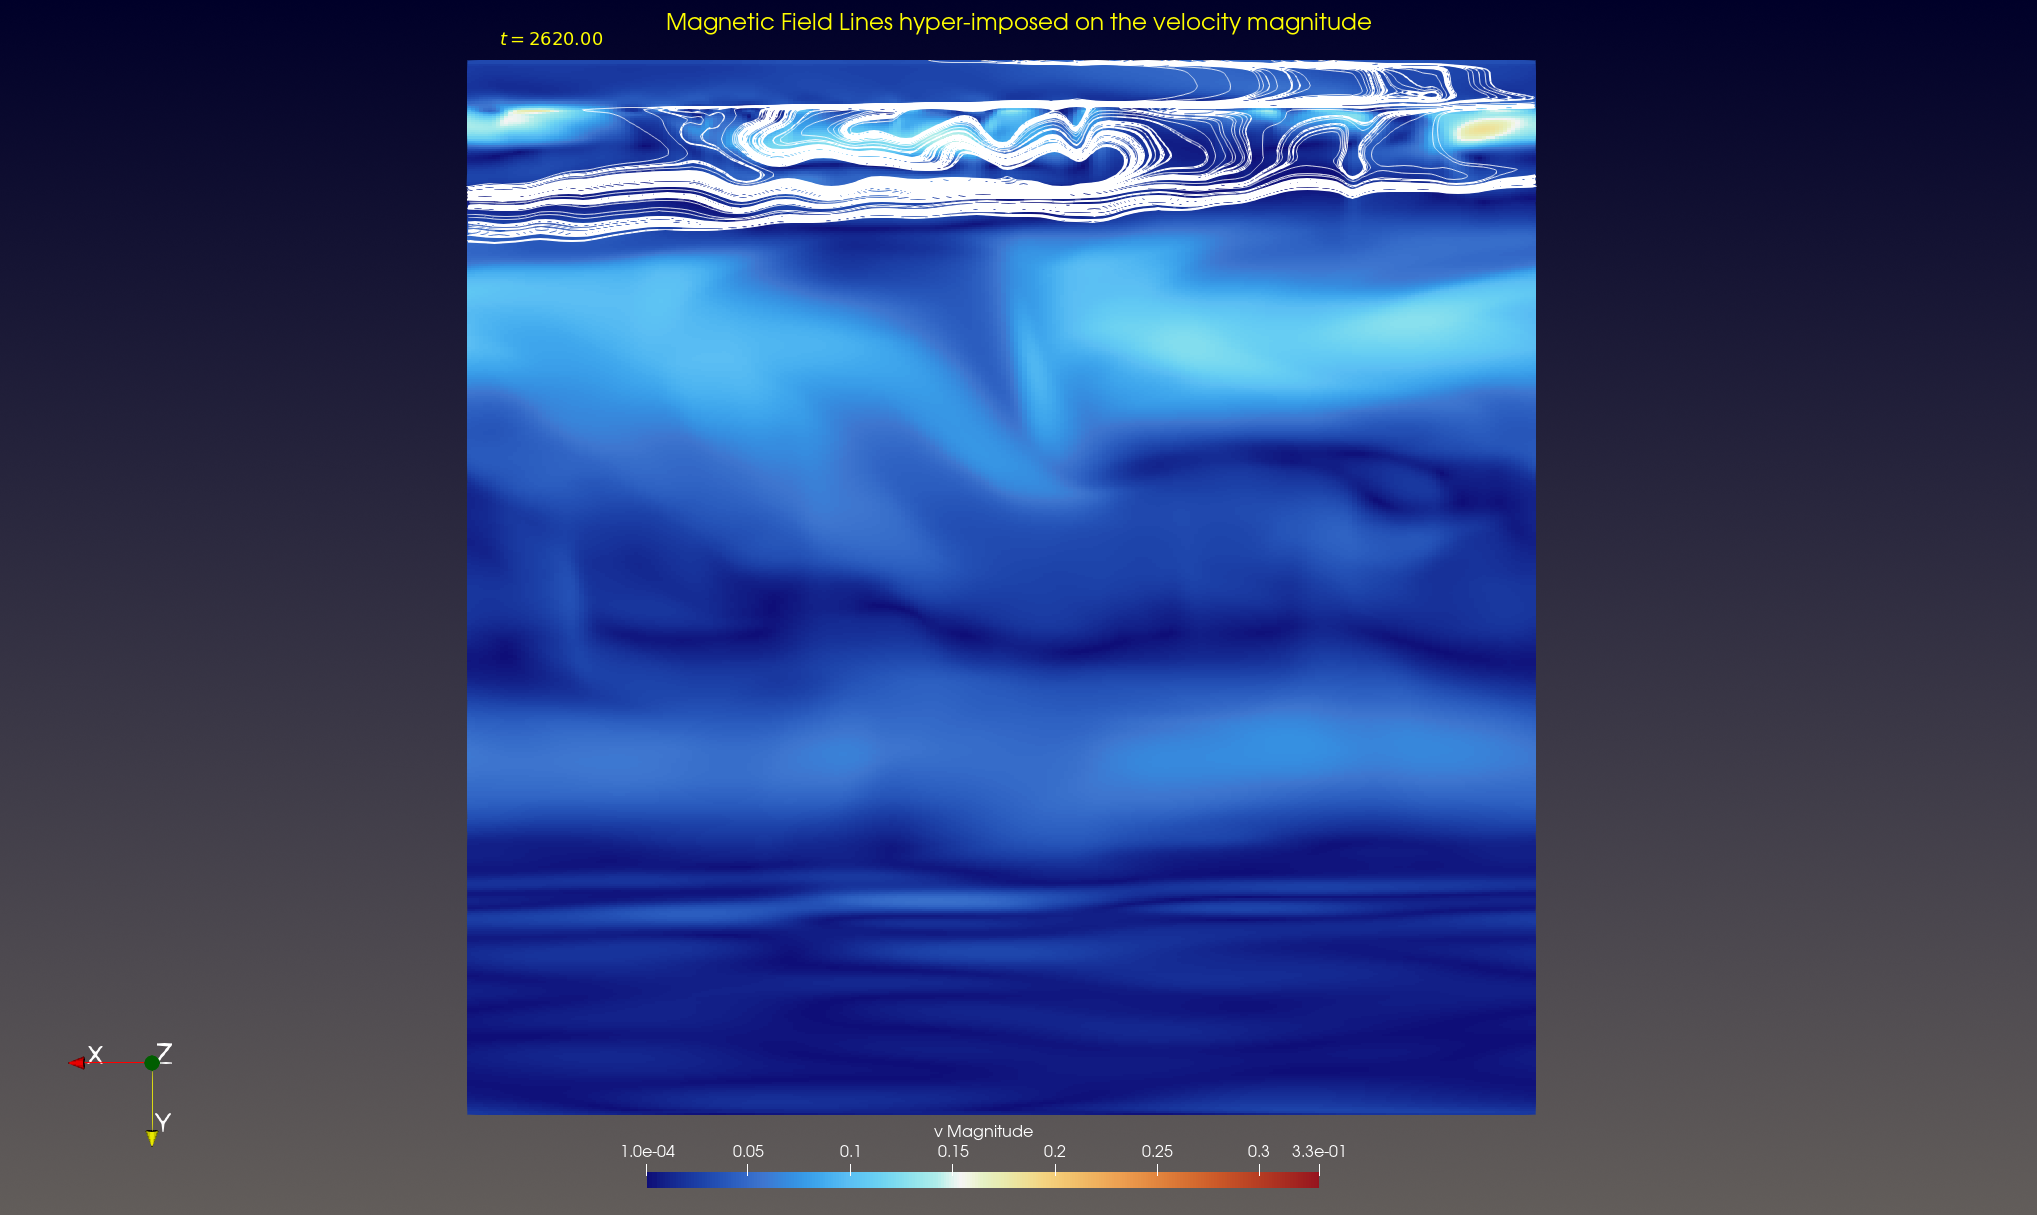 Magnetic Field Lines hyper-imposed on the velocity magnitude
t = 2620.00
X Z
Y
v Magnitude
1.0e-04 0.05 0.1 0.15 0.2 0.25 0.3 3.3e-01